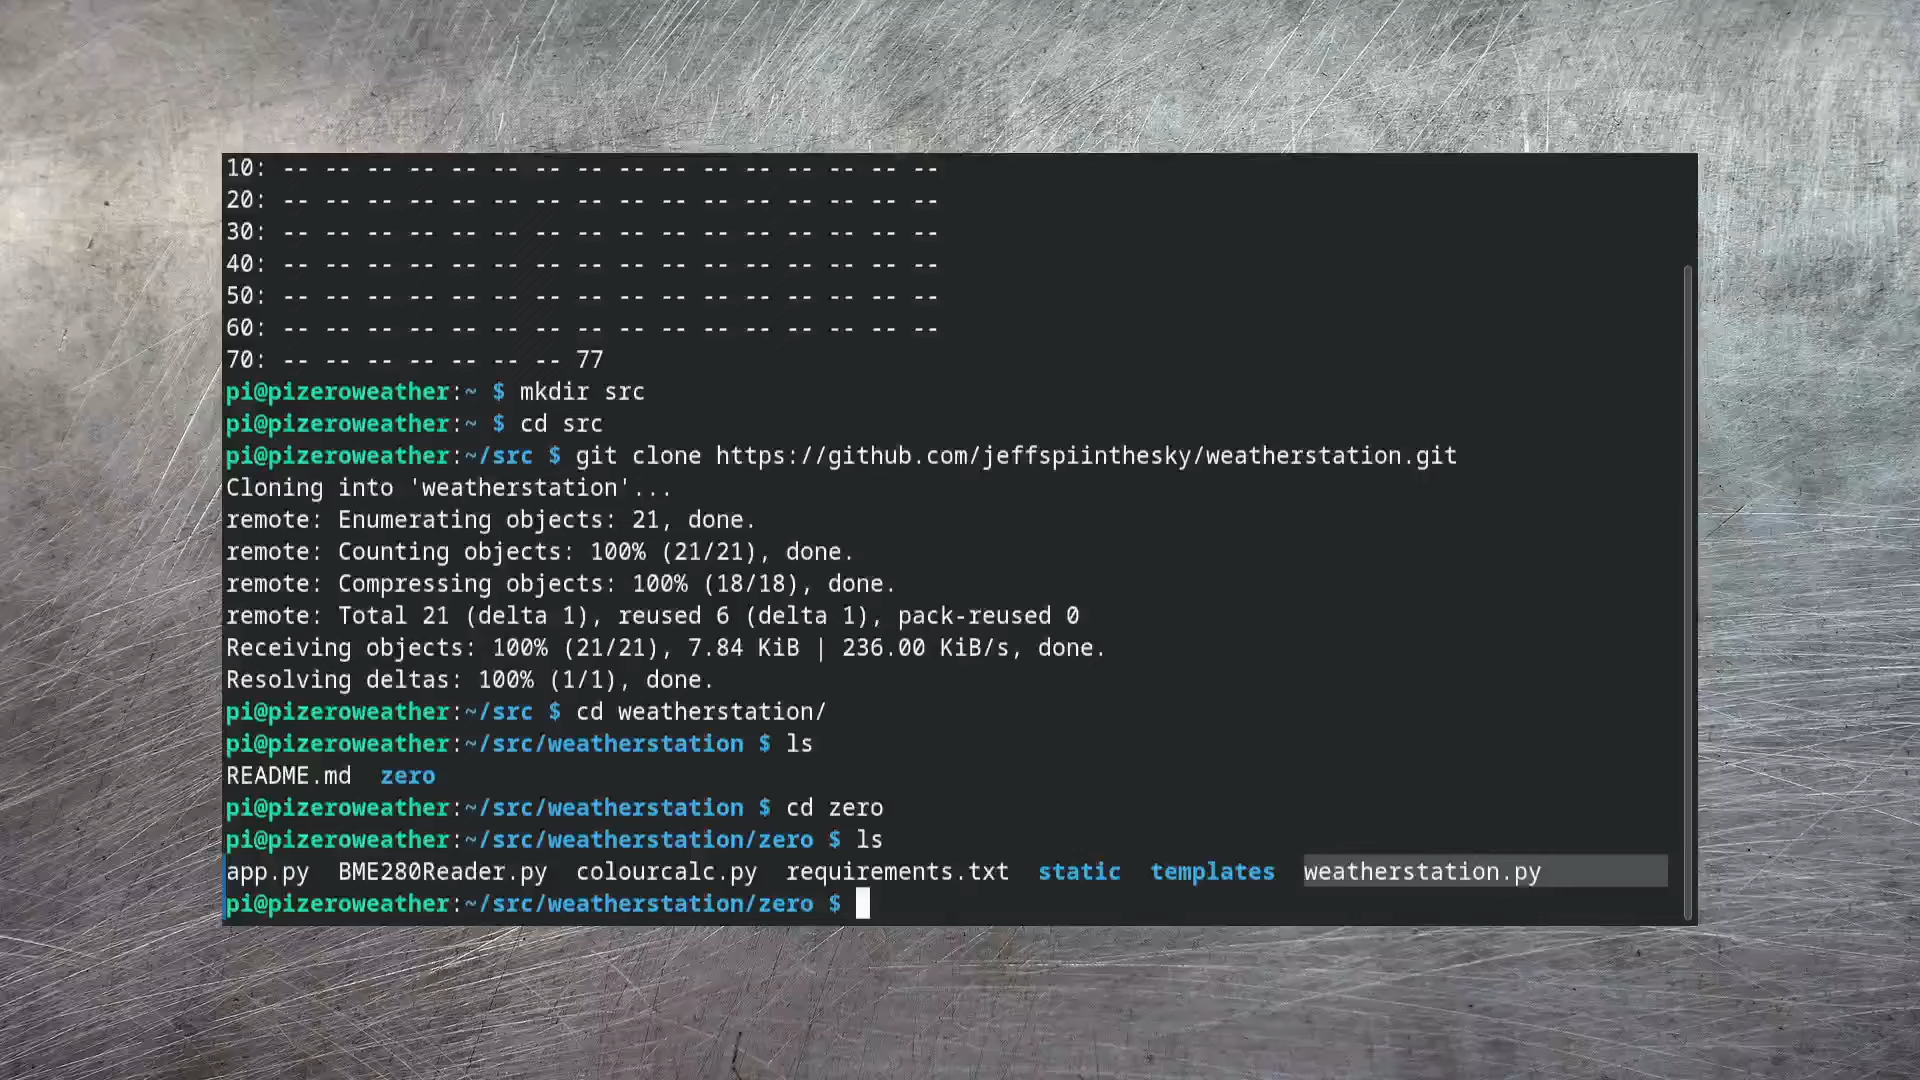 10: -- -- -- -- -- -- -- -- -- -- -- -- -- -- -- --
20: -- -- -- -- -- -- -- -- -- -- -- -- -- -- -- --
30: -- -- -- -- -- -- -- -- -- -- -- -- -- -- -- --
40: -- -- -- -- -- -- -- -- -- -- -- -- -- -- -- --
50: -- -- -- -- -- -- -- -- -- -- -- -- -- -- -- --
60: -- -- -- -- -- -- -- -- -- -- -- -- -- -- -- --
70: -- -- -- -- -- -- -- 77
pi@pizeroweather:~ $ mkdir src
pi@pizeroweather:~ $ cd src
pi@pizeroweather:~/src $ git clone https://github.com/jeffspiinthesky/weatherstation.git
Cloning into 'weatherstation'...
remote: Enumerating objects: 21, done.
remote: Counting objects: 100% (21/21), done.
remote: Compressing objects: 100% (18/18), done.
remote: Total 21 (delta 1), reused 6 (delta 1), pack-reused 0
Receiving objects: 100% (21/21), 7.84 KiB | 236.00 KiB/s, done.
Resolving deltas: 100% (1/1), done.
pi@pizeroweather:~/src $ cd weatherstation/
pi@pizeroweather:~/src/weatherstation $ ls
README.md  zero
pi@pizeroweather:~/src/weatherstation $ cd zero
pi@pizeroweather:~/src/weatherstation/zero $ ls
app.py  BME280Reader.py  colourcalc.py  requirements.txt  static  templates  weatherstation.py
pi@pizeroweather:~/src/weatherstation/zero $